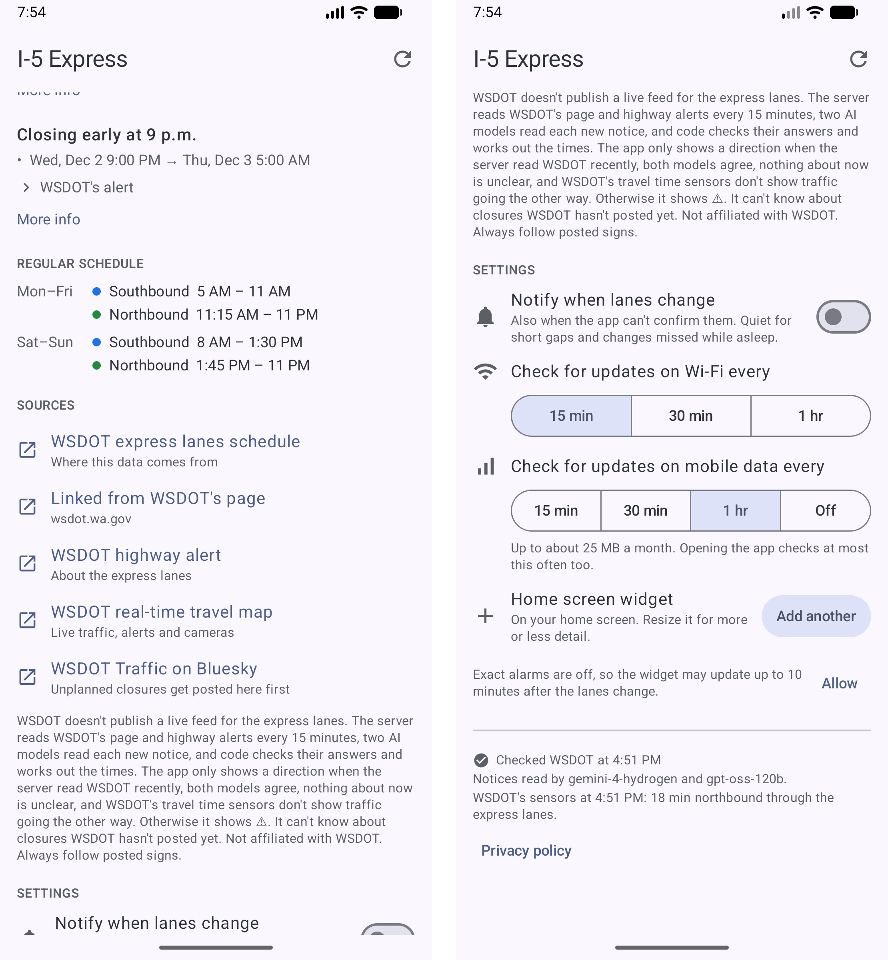 7:54
I-5 Express
More info
Closing early at 9 p.m.
• Wed, Dec 2 9:00 PM → Thu, Dec 3 5:00 AM
WSDOT's alert
More info
REGULAR SCHEDULE
Mon–Fri Southbound 5 AM – 11 AM
Northbound 11:15 AM – 11 PM
Sat–Sun Southbound 8 AM – 1:30 PM
Northbound 1:45 PM – 11 PM
SOURCES
WSDOT express lanes schedule
Where this data comes from
Linked from WSDOT's page
wsdot.wa.gov
WSDOT highway alert
About the express lanes
WSDOT real-time travel map
Live traffic, alerts and cameras
WSDOT Traffic on Bluesky
Unplanned closures get posted here first
WSDOT doesn't publish a live feed for the express lanes. The server
reads WSDOT's page and highway alerts every 15 minutes, two AI
models read each new notice, and code checks their answers and
works out the times. The app only shows a direction when the
server read WSDOT recently, both models agree, nothing about now
is unclear, and WSDOT's travel time sensors don't show traffic
going the other way. Otherwise it shows ⚠. It can't know about
closures WSDOT hasn't posted yet. Not affiliated with WSDOT.
Always follow posted signs.
SETTINGS
Notify when lanes change
7:54
I-5 Express
WSDOT doesn't publish a live feed for the express lanes. The server
reads WSDOT's page and highway alerts every 15 minutes, two AI
models read each new notice, and code checks their answers and
works out the times. The app only shows a direction when the
server read WSDOT recently, both models agree, nothing about now
is unclear, and WSDOT's travel time sensors don't show traffic
going the other way. Otherwise it shows ⚠. It can't know about
closures WSDOT hasn't posted yet. Not affiliated with WSDOT.
Always follow posted signs.
SETTINGS
Notify when lanes change
Also when the app can't confirm them. Quiet for
short gaps and changes missed while asleep.
Check for updates on Wi-Fi every
15 min 30 min 1 hr
Check for updates on mobile data every
15 min 30 min 1 hr Off
Up to about 25 MB a month. Opening the app checks at most
this often too.
Home screen widget
On your home screen. Resize it for more
or less detail.
Add another
Exact alarms are off, so the widget may update up to 10
minutes after the lanes change.
Allow
Checked WSDOT at 4:51 PM
Notices read by gemini-4-hydrogen and gpt-oss-120b.
WSDOT's sensors at 4:51 PM: 18 min northbound through the
express lanes.
Privacy policy